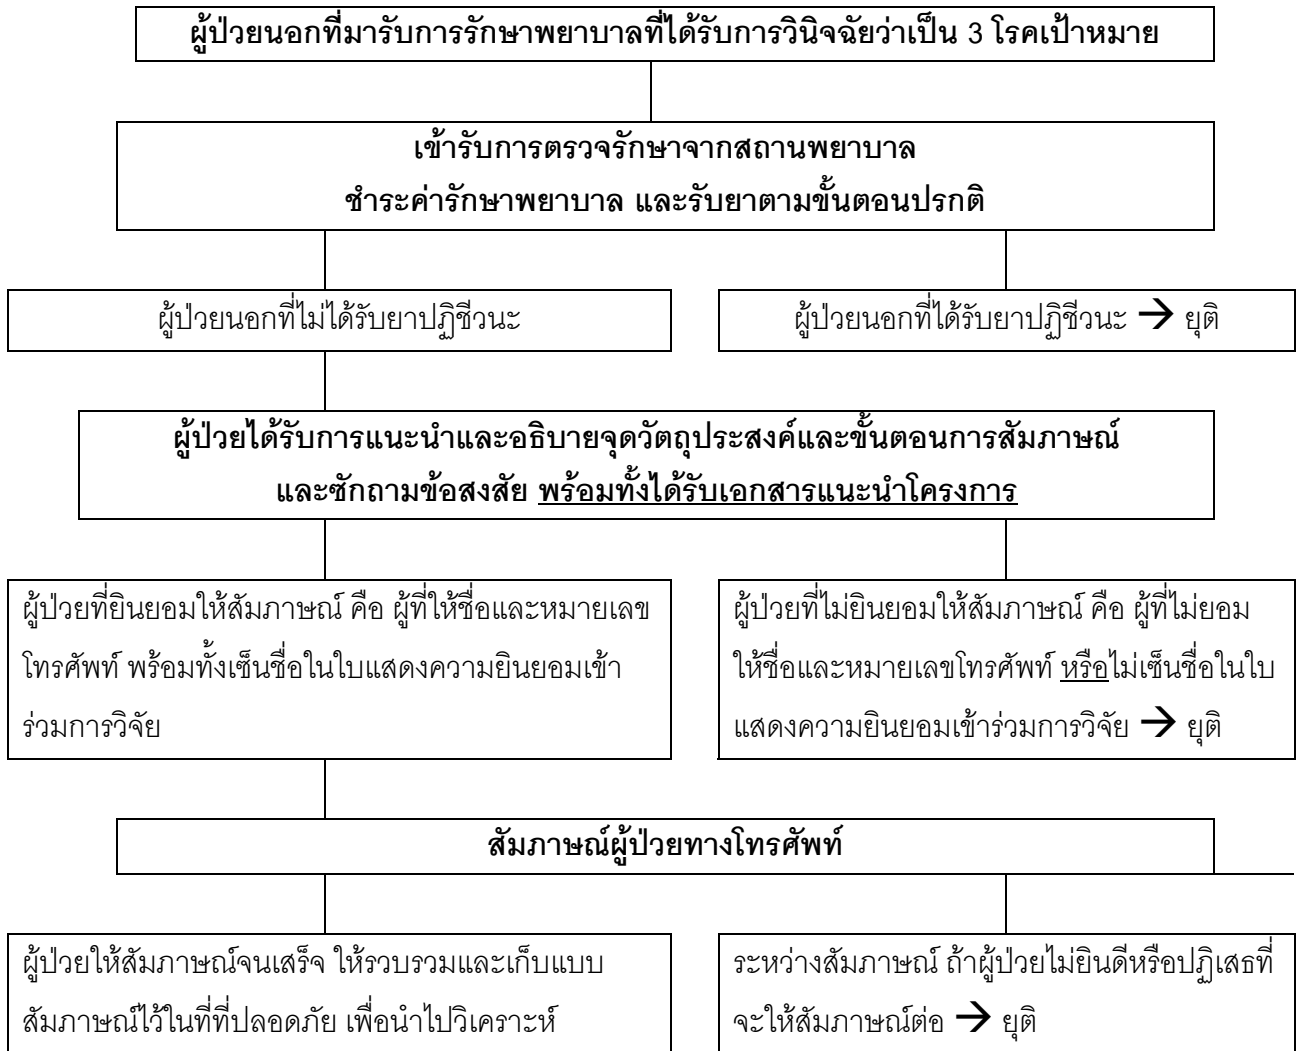 ผู้ป่วยนอกที่มารับการรักษาพยาบาลที่ได้รับการวินิจฉัยว่าเป็น 3 โรคเป้าหมาย
เข้ารับการตรวจรักษาจากสถานพยาบาล
ชำระค่ารักษาพยาบาล และรับยาตามขั้นตอนปรกติ
ผู้ป่วยนอกที่ไม่ได้รับยาปฏิชีวนะ
ผู้ป่วยนอกที่ได้รับยาปฏิชีวนะ → ยุติ
ผู้ป่วยได้รับการแนะนำและอธิบายจุดวัตถุประสงค์และขั้นตอนการสัมภาษณ์
และซักถามข้อสงสัย พร้อมทั้งได้รับเอกสารแนะนำโครงการ
ผู้ป่วยที่ยินยอมให้สัมภาษณ์ คือ ผู้ที่ให้ชื่อและหมายเลข
โทรศัพท์ พร้อมทั้งเซ็นชื่อในใบแสดงความยินยอมเข้า
ร่วมการวิจัย
ผู้ป่วยที่ไม่ยินยอมให้สัมภาษณ์ คือ ผู้ที่ไม่ยอม
ให้ชื่อและหมายเลขโทรศัพท์ หรือไม่เซ็นชื่อในใบ
แสดงความยินยอมเข้าร่วมการวิจัย → ยุติ
สัมภาษณ์ผู้ป่วยทางโทรศัพท์
ผู้ป่วยให้สัมภาษณ์จนเสร็จ ให้รวบรวมและเก็บแบบ
สัมภาษณ์ไว้ในที่ที่ปลอดภัย เพื่อนำไปวิเคราะห์
ระหว่างสัมภาษณ์ ถ้าผู้ป่วยไม่ยินดีหรือปฏิเสธที่
จะให้สัมภาษณ์ต่อ → ยุติ